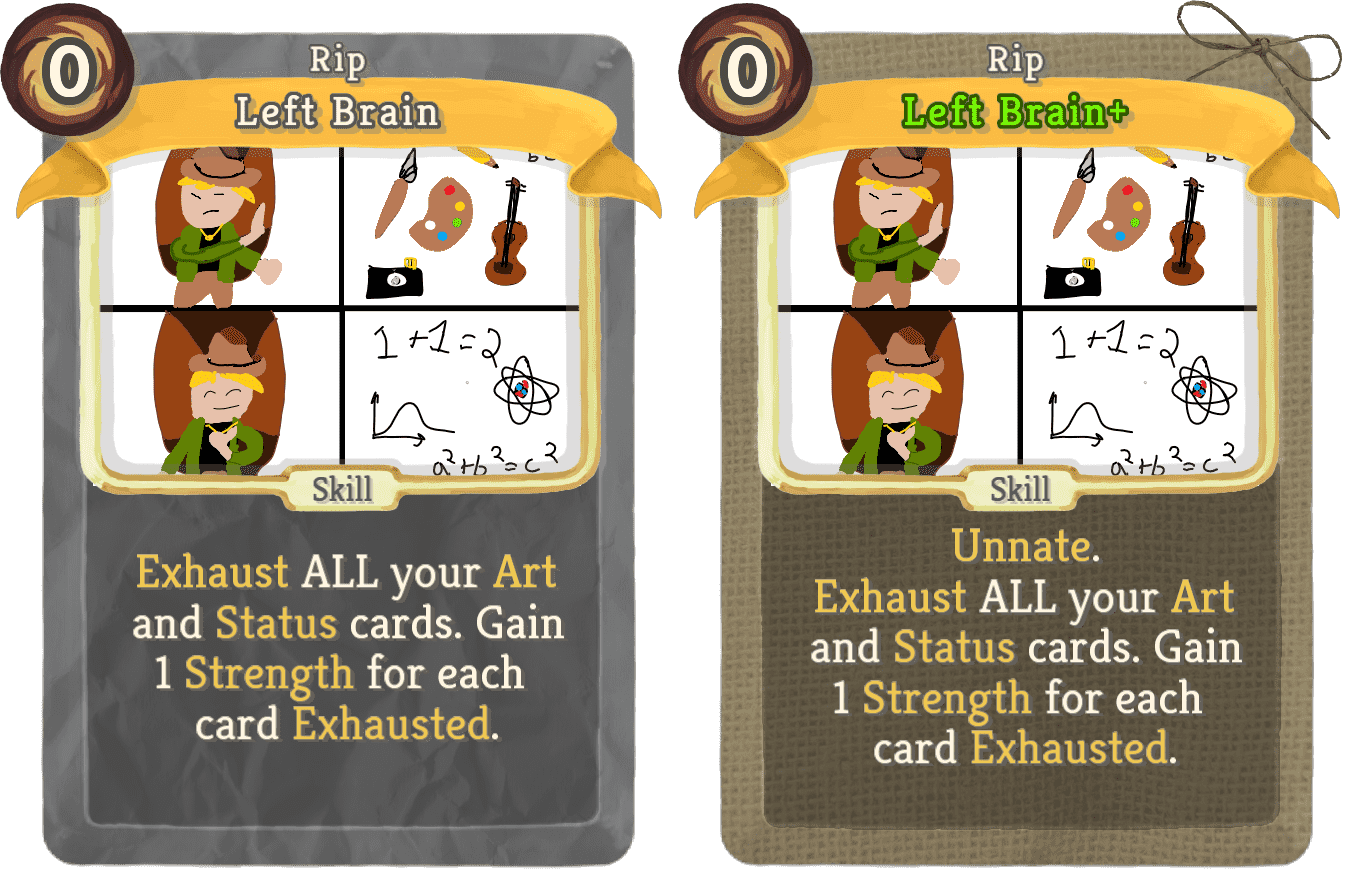 0
Rip
Left Brain
1+1=2
a²+b²=c²
Skill
Exhaust ALL your Art
and Status cards. Gain
1 Strength for each
card Exhausted.
0
Rip
Left Brain+
1+1=2
a²+b²=c²
Skill
Unnate.
Exhaust ALL your Art
and Status cards. Gain
1 Strength for each
card Exhausted.